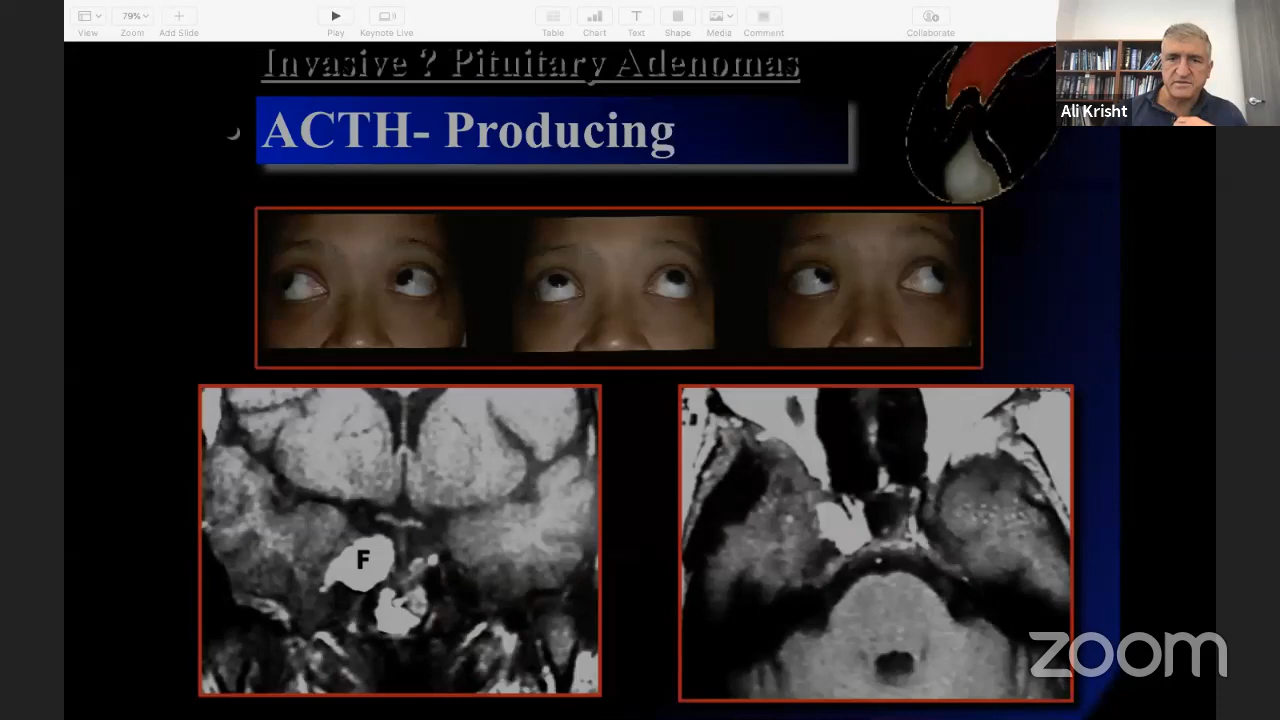 79%
View
Zoom
Add Slide
Play
Keynote Live
Table
Chart
Text
Shape
Media
Comment
Collaborate
Invasive ? Pituitary Adenomas
ACTH- Producing
Ali Krisht
F
zoom